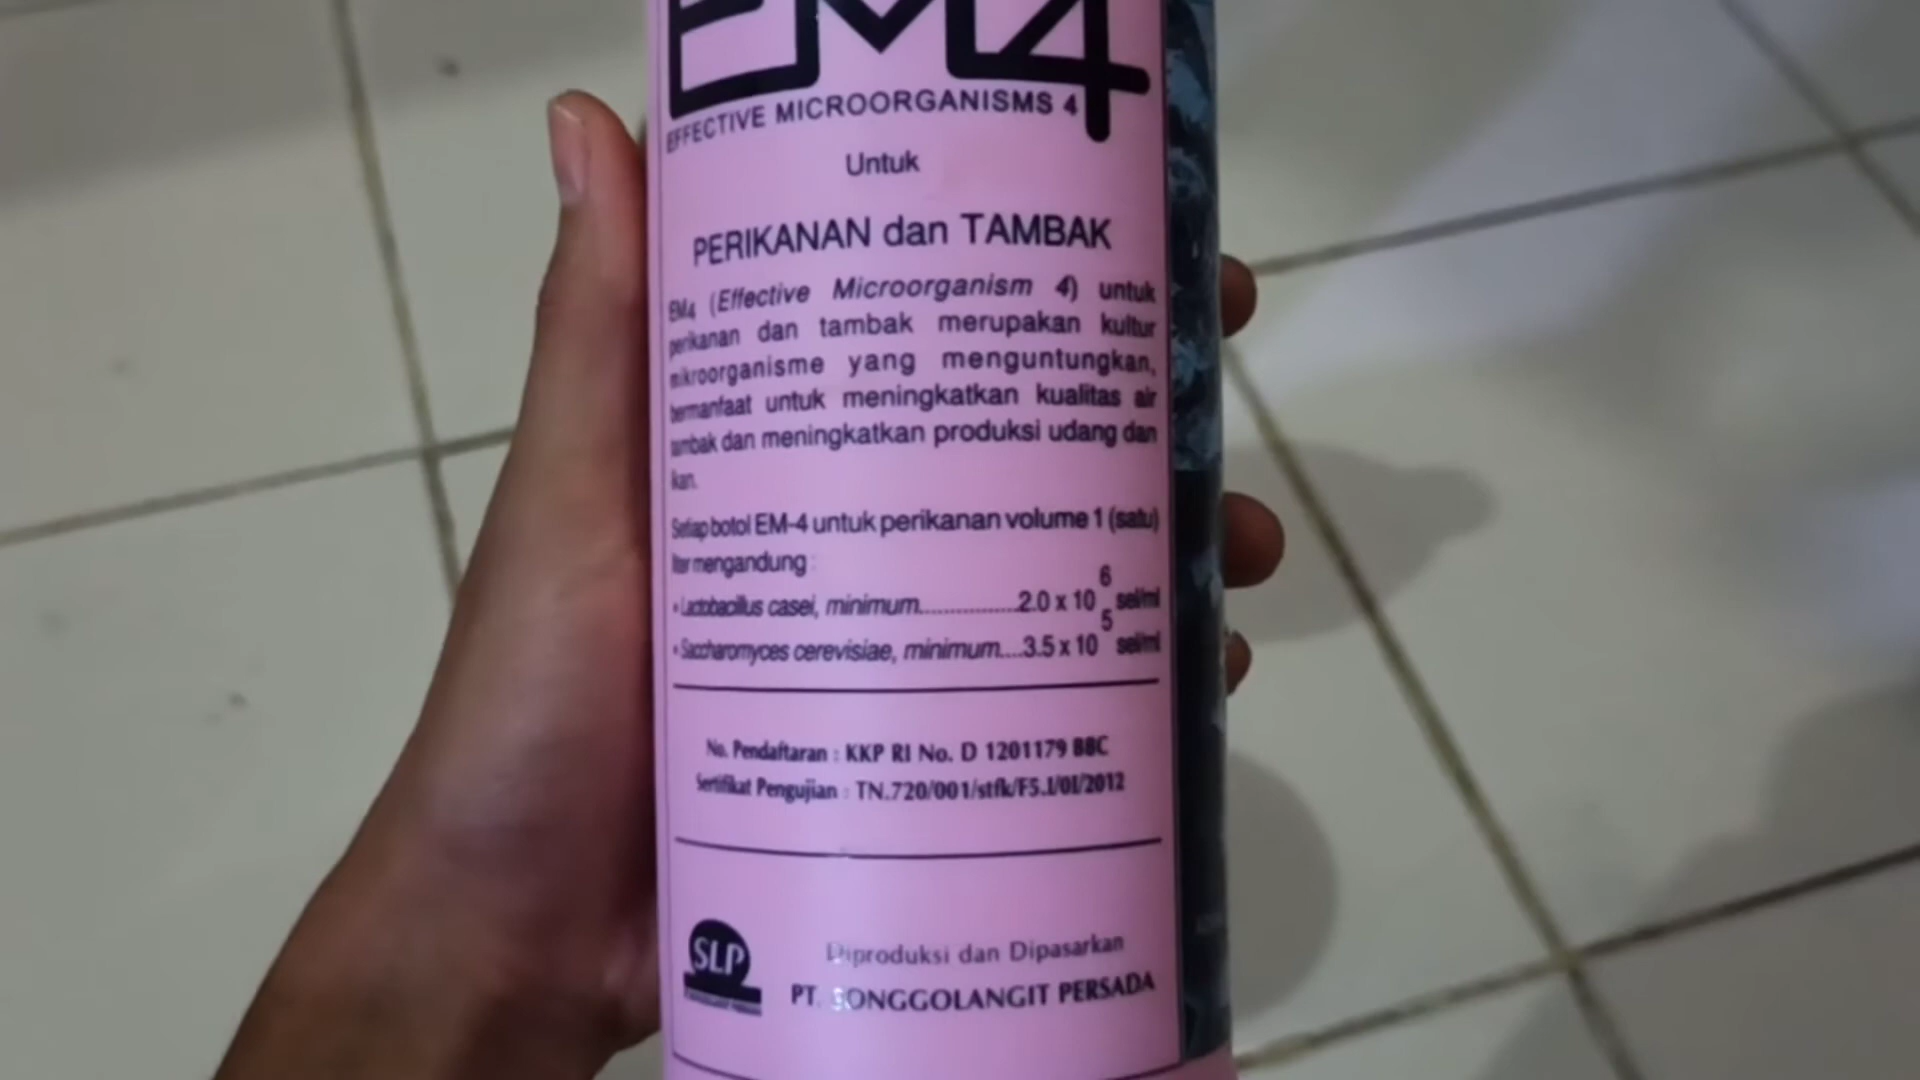 EM4
EFFECTIVE MICROORGANISMS 4
Untuk
PERIKANAN dan TAMBAK
EM4 (Effective Microorganism 4) untuk
perikanan dan tambak merupakan kultur
mikroorganisme yang menguntungkan,
bermanfaat untuk meningkatkan kualitas air
tambak dan meningkatkan produksi udang dan
ikan.
Setiap botol EM-4 untuk perikanan volume 1 (satu)
liter mengandung :
• Lactobacillus casei, minimum................2.0 x 10⁶ sel/ml
• Saccharomyces cerevisiae, minimum....3.5 x 10⁵ sel/ml
No. Pendaftaran : KKP RI No. D 1201179 BBC
Sertifikat Pengujian : TN.720/001/stfk/F5.I/0I/2012
SLP
Diproduksi dan Dipasarkan
PT. SONGGOLANGIT PERSADA